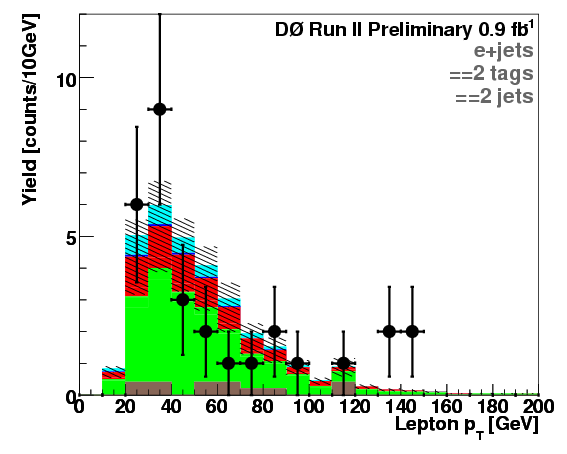 DØ Run II Preliminary 0.9 fb-1
e+jets
==2 tags
==2 jets
Yield [counts/10GeV]
10
5
0
0 20 40 60 80 100 120 140 160 180 200
Lepton pT [GeV]